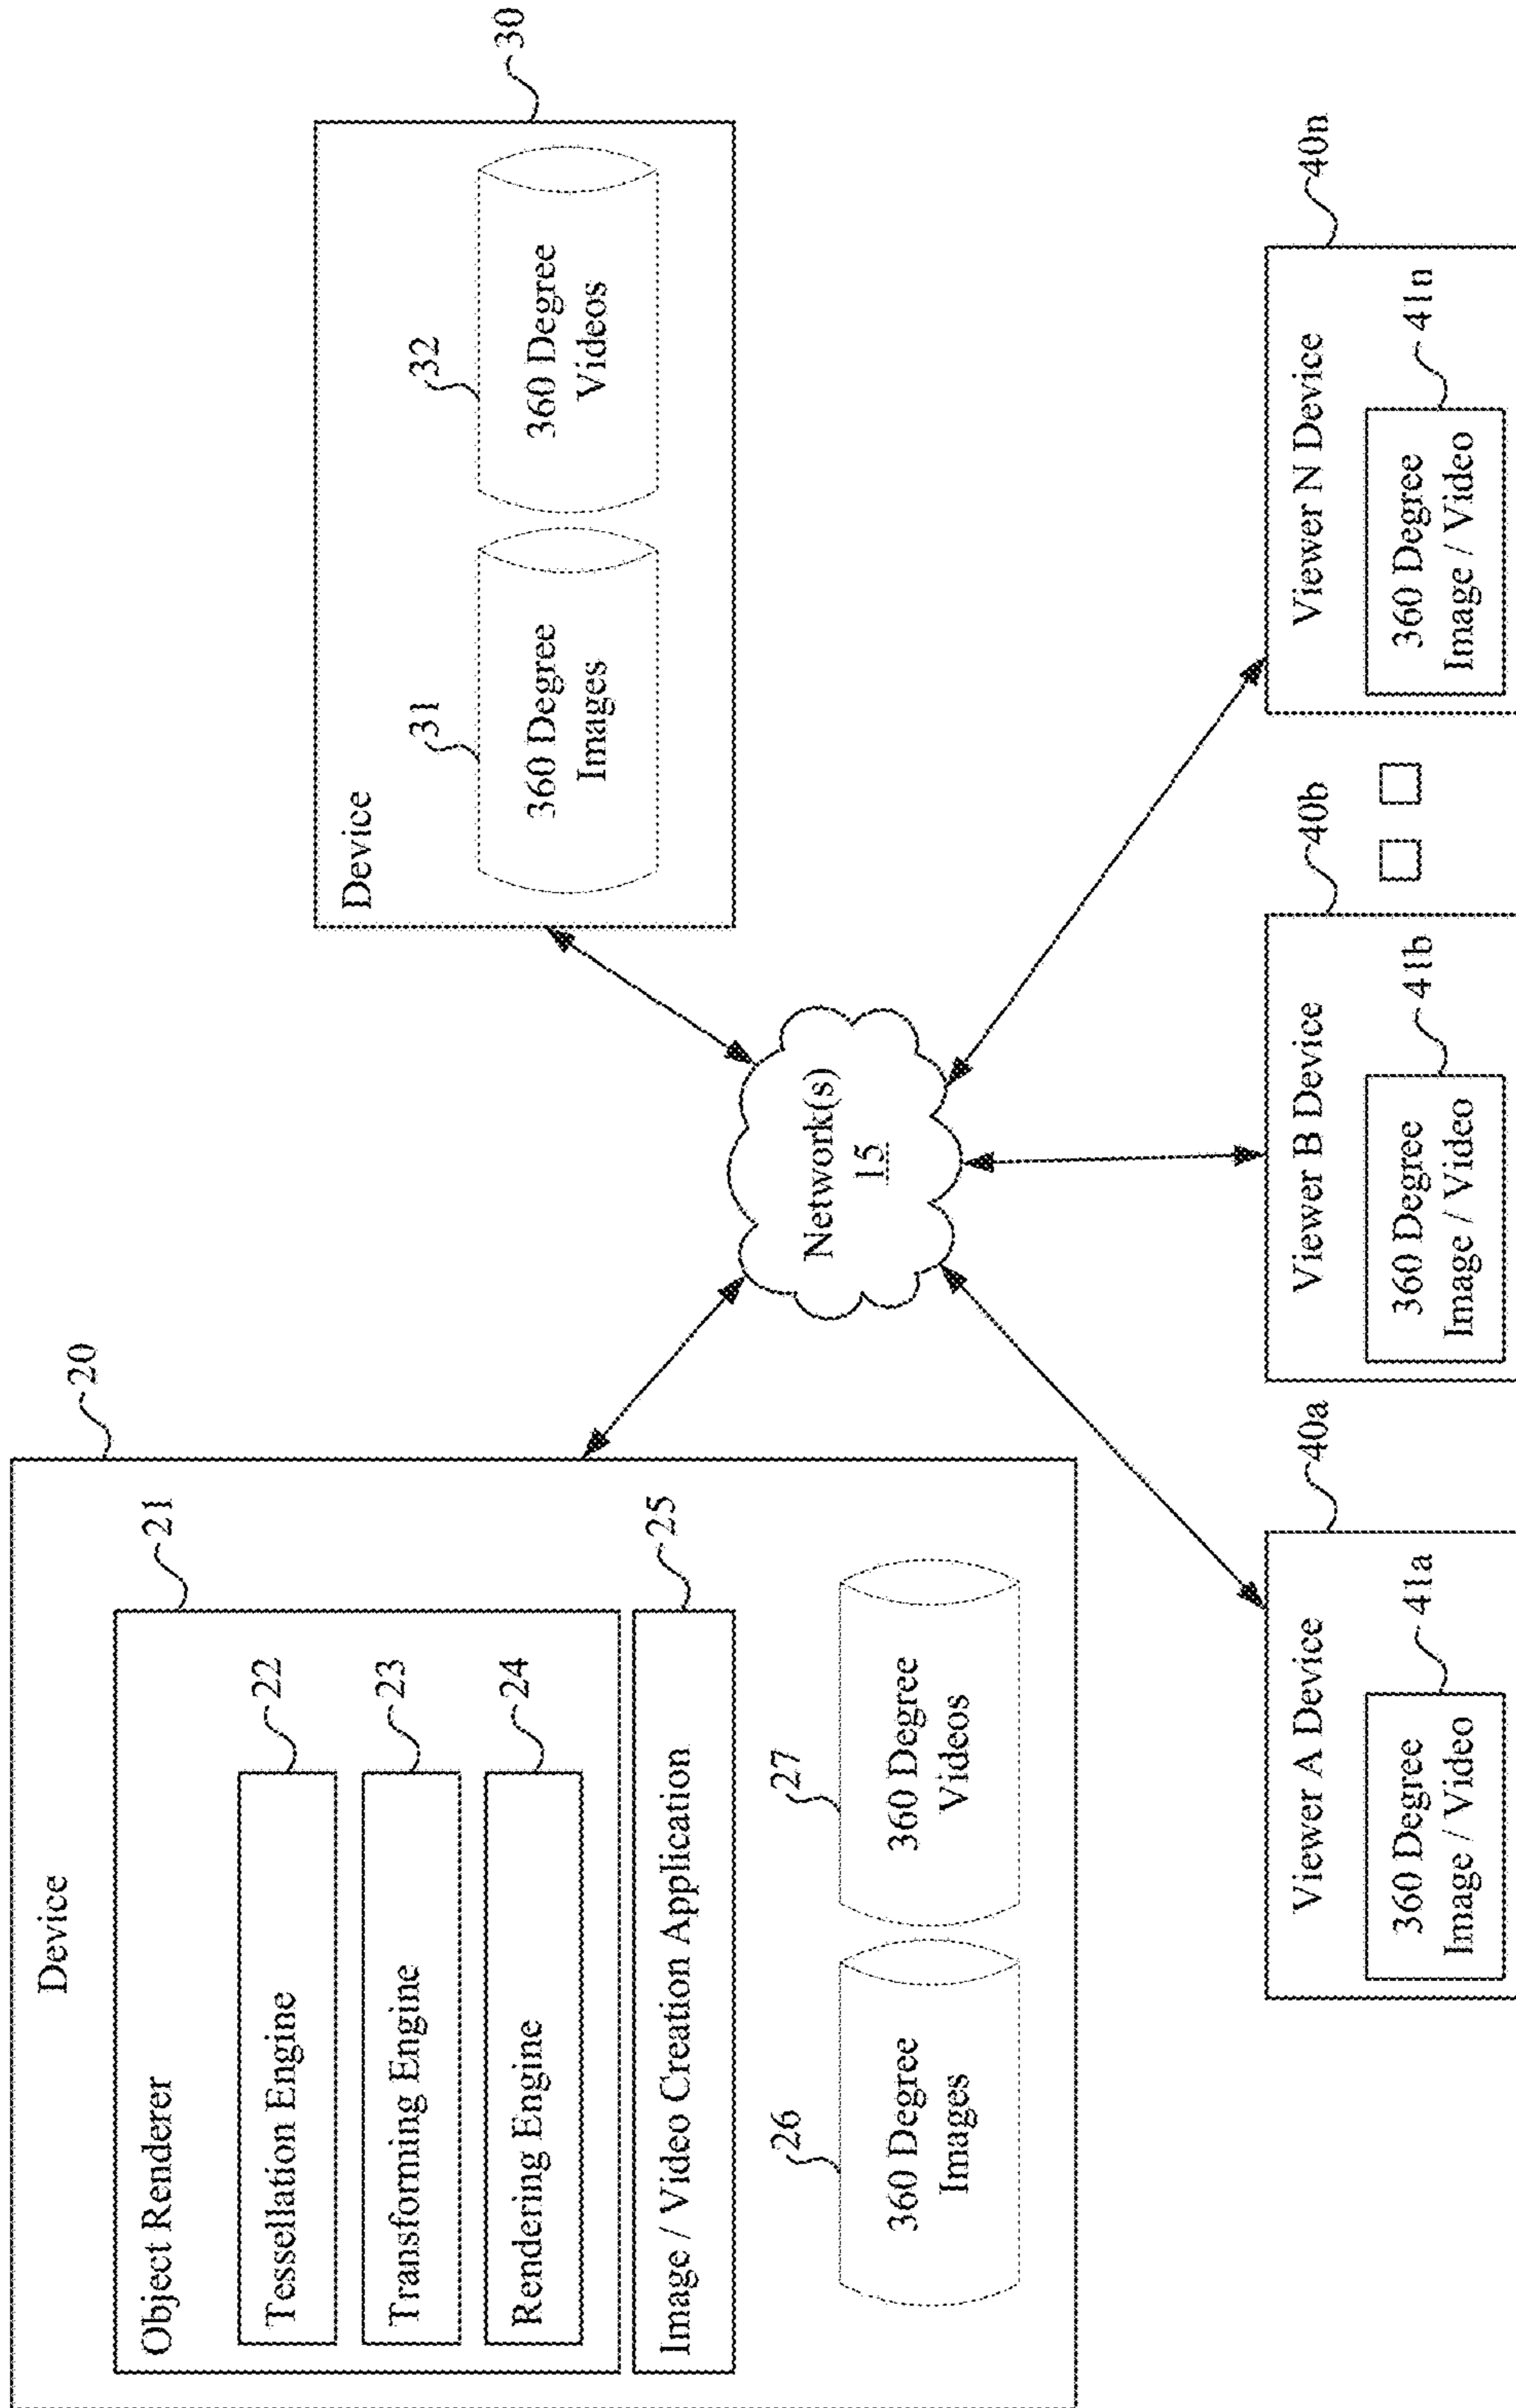 Device
20
Object Renderer
21
Tessellation Engine
22
Transforming Engine
23
Rendering Engine
24
Image / Video Creation Application
25
26
360 Degree
Images
27
360 Degree
Videos
Device
30
31
360 Degree
Images
32
360 Degree
Videos
Network(s)
15
Viewer A Device
40a
360 Degree
Image / Video
41a
Viewer B Device
40b
360 Degree
Image / Video
41b
Viewer N Device
40n
360 Degree
Image / Video
41n